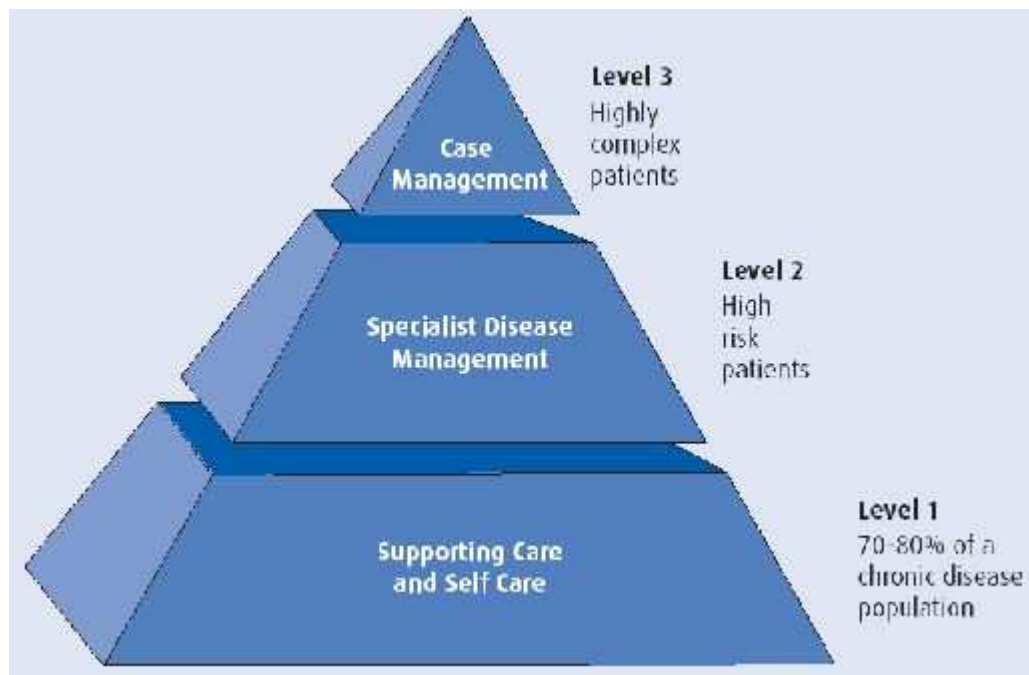 Level 3
Highly
complex
patients
Case
Management
Level 2
High
risk
patients
Specialist Disease
Management
Level 1
70-80% of a
chronic disease
population
Supporting Care
and Self Care